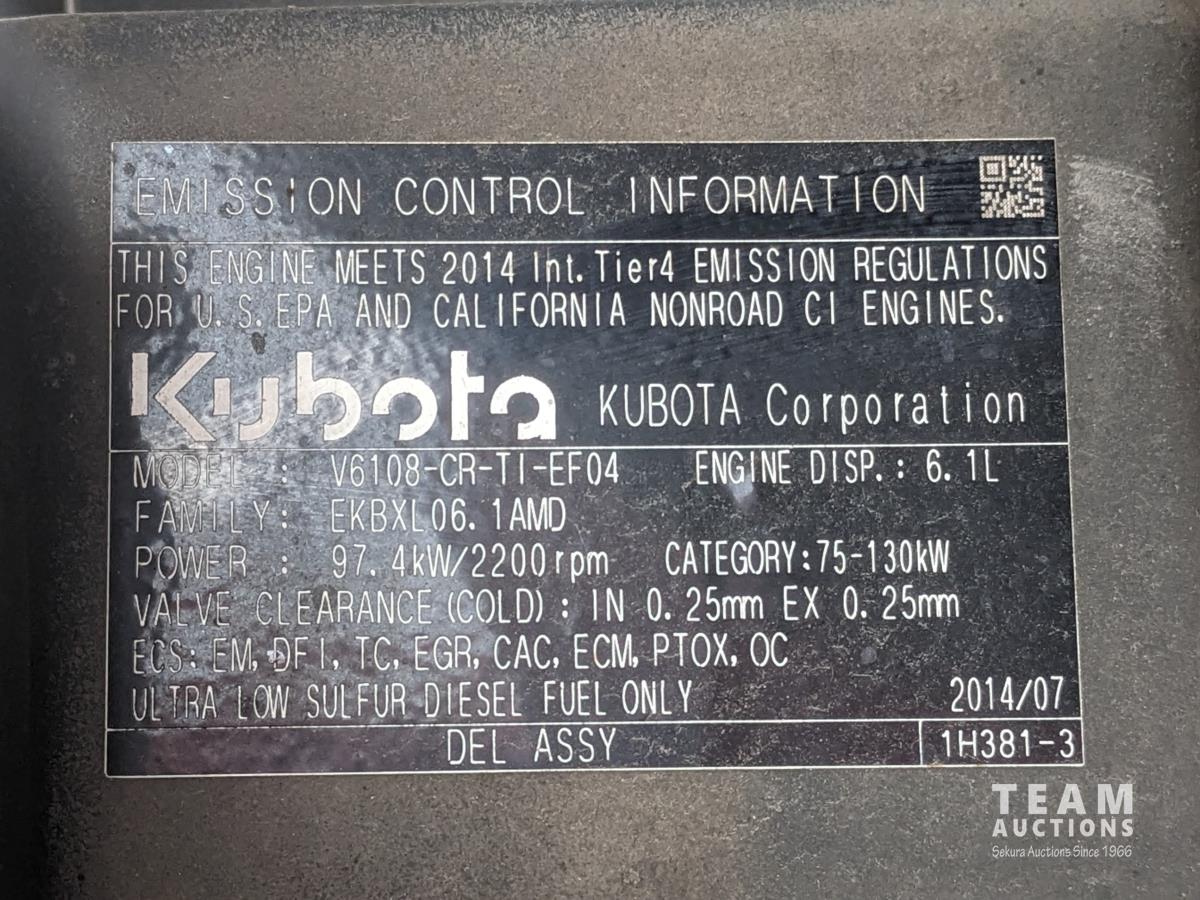 EMISSION CONTROL INFORMATION
THIS ENGINE MEETS 2014 Int. Tier4 EMISSION REGULATIONS
FOR U.S.EPA AND CALIFORNIA NONROAD CI ENGINES.
Kubota KUBOTA Corporation
MODEL : V6108-CR-TI-EF04 ENGINE DISP.: 6.1L
FAMILY: EKBXL06.1AMD
POWER : 97.4kW/2200rpm CATEGORY:75-130kW
VALVE CLEARANCE(COLD): IN 0.25mm EX 0.25mm
ECS: EM, DFI, TC, EGR, CAC, ECM, PTOX, OC
ULTRA LOW SULFUR DIESEL FUEL ONLY 2014/07
DEL ASSY 1H381-3
TEAM
AUCTIONS
Sekura Auctions Since 1966